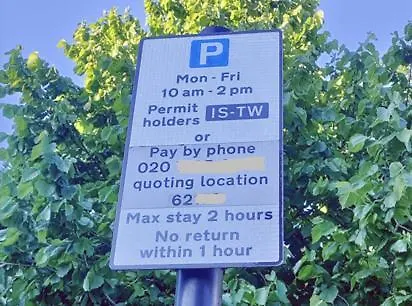 P
Mon - Fri
10 am - 2 pm
Permit
holders IS-TW
or
Pay by phone
020
quoting location
62
Max stay 2 hours
No return
within 1 hour